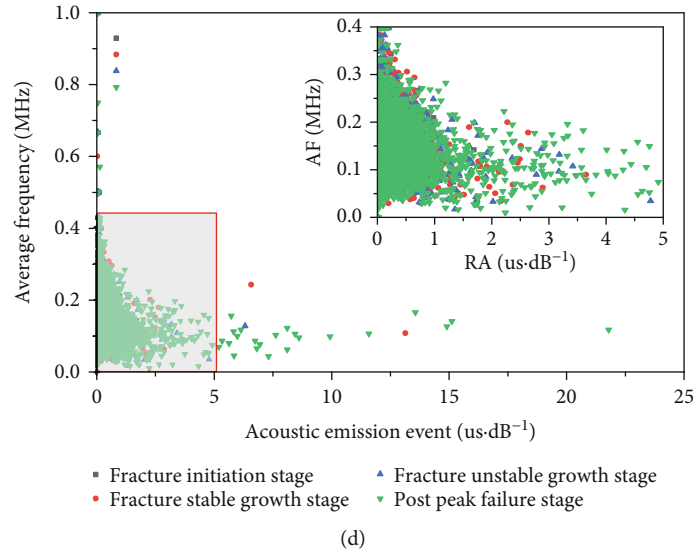 1.0
0.8
0.6
0.4
0.2
0.0
Average frequency (MHz)
0.4
0.3
0.2
0.1
0.0
AF (MHz)
0 1 2 3 4 5
RA (us·dB⁻¹)
0 5 10 15 20 25
Acoustic emission event (us·dB⁻¹)
Fracture initiation stage
Fracture unstable growth stage
Fracture stable growth stage
Post peak failure stage
(d)